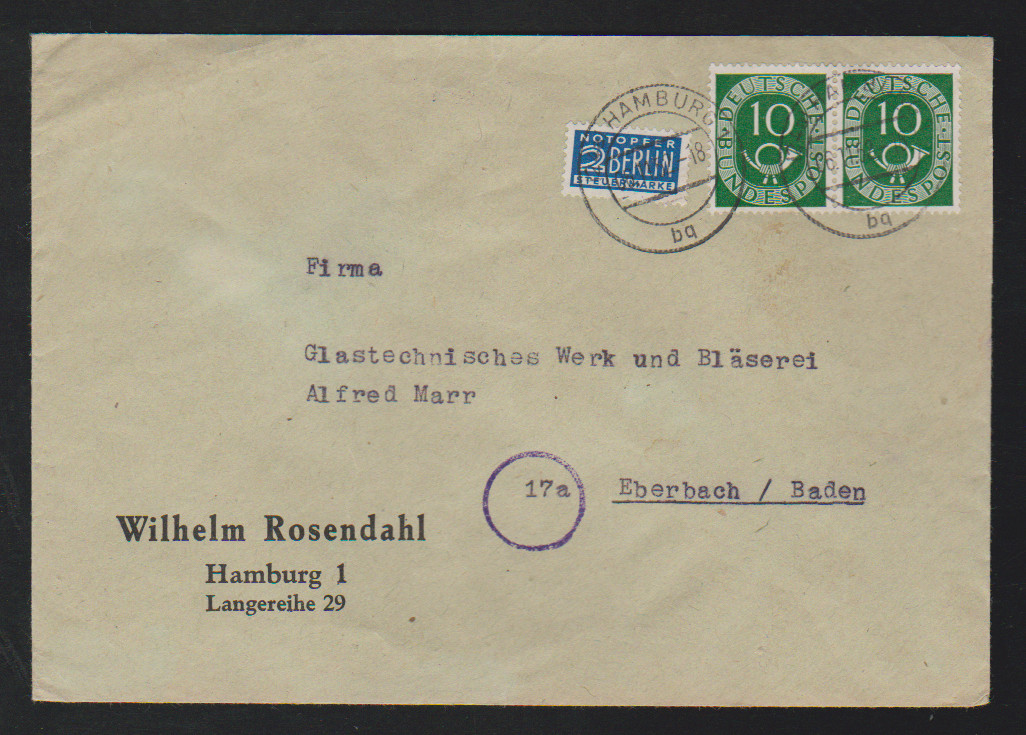 HAMBURG
-18
bq
NOTOPFER
2 BERLIN
STEUERMARKE
DEUTSCHE BUNDESPOST
10
DEUTSCHE BUNDESPOST
10
bq
Firma
Glastechnisches Werk und Bläserei
Alfred Marr
17a Eberbach / Baden
Wilhelm Rosendahl
Hamburg 1
Langereihe 29